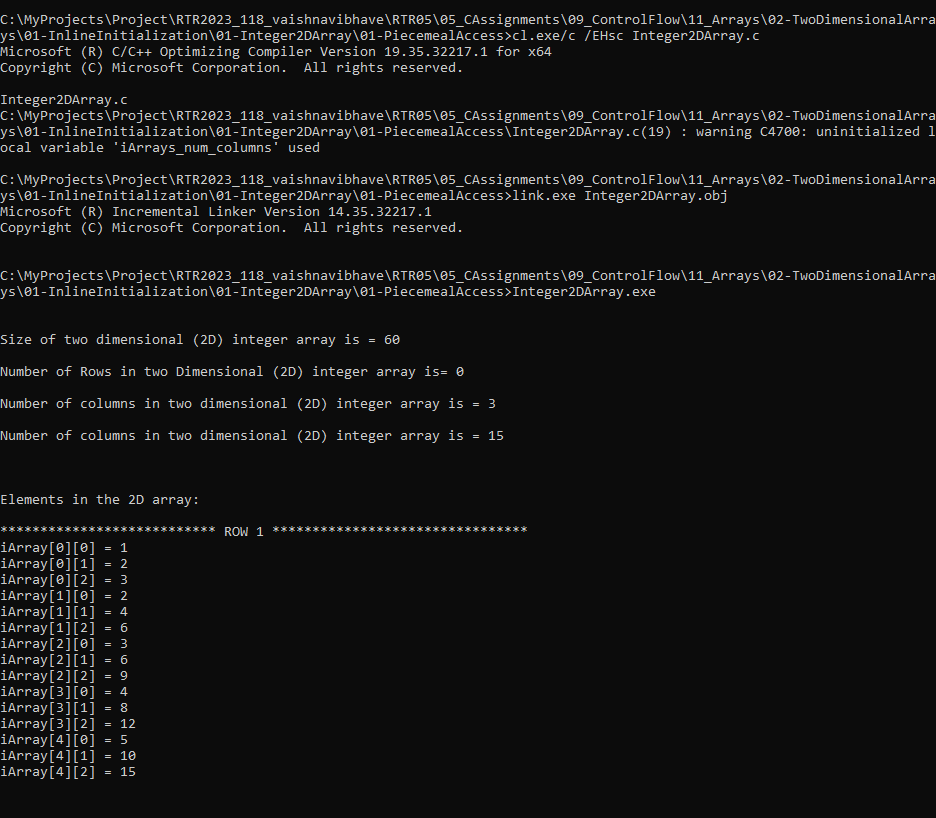 C:\MyProjects\Project\RTR2023_118_vaishnavibhave\RTR05\05_CAssignments\09_ControlFlow\11_Arrays\02-TwoDimensionalArra
ys\01-InlineInitialization\01-Integer2DArray\01-PiecemealAccess>cl.exe/c /EHsc Integer2DArray.c
Microsoft (R) C/C++ Optimizing Compiler Version 19.35.32217.1 for x64
Copyright (C) Microsoft Corporation.  All rights reserved.
Integer2DArray.c
C:\MyProjects\Project\RTR2023_118_vaishnavibhave\RTR05\05_CAssignments\09_ControlFlow\11_Arrays\02-TwoDimensionalArra
ys\01-InlineInitialization\01-Integer2DArray\01-PiecemealAccess\Integer2DArray.c(19) : warning C4700: uninitialized l
ocal variable 'iArrays_num_columns' used
C:\MyProjects\Project\RTR2023_118_vaishnavibhave\RTR05\05_CAssignments\09_ControlFlow\11_Arrays\02-TwoDimensionalArra
ys\01-InlineInitialization\01-Integer2DArray\01-PiecemealAccess>link.exe Integer2DArray.obj
Microsoft (R) Incremental Linker Version 14.35.32217.1
Copyright (C) Microsoft Corporation.  All rights reserved.
C:\MyProjects\Project\RTR2023_118_vaishnavibhave\RTR05\05_CAssignments\09_ControlFlow\11_Arrays\02-TwoDimensionalArra
ys\01-InlineInitialization\01-Integer2DArray\01-PiecemealAccess>Integer2DArray.exe
Size of two dimensional (2D) integer array is = 60
Number of Rows in two Dimensional (2D) integer array is= 0
Number of columns in two dimensional (2D) integer array is = 3
Number of columns in two dimensional (2D) integer array is = 15
Elements in the 2D array:
*************************** ROW 1 ********************************
iArray[0][0] = 1
iArray[0][1] = 2
iArray[0][2] = 3
iArray[1][0] = 2
iArray[1][1] = 4
iArray[1][2] = 6
iArray[2][0] = 3
iArray[2][1] = 6
iArray[2][2] = 9
iArray[3][0] = 4
iArray[3][1] = 8
iArray[3][2] = 12
iArray[4][0] = 5
iArray[4][1] = 10
iArray[4][2] = 15